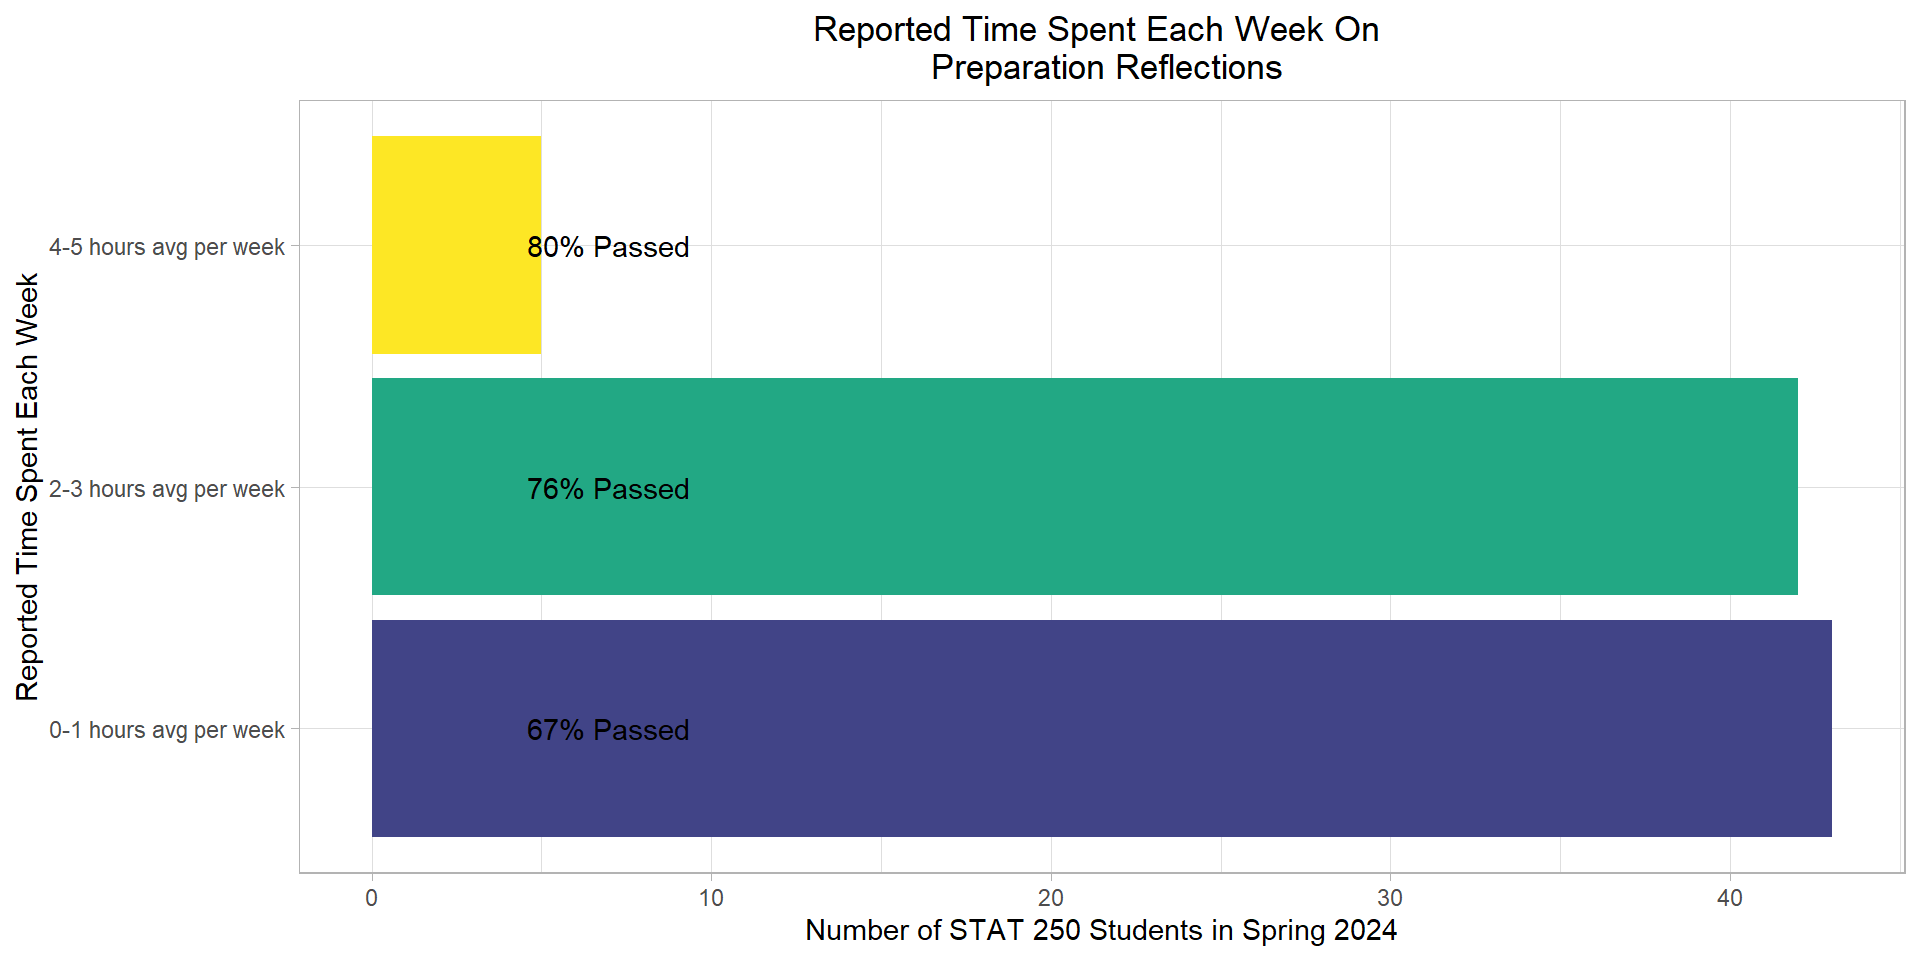 Reported Time Spent Each Week On
Preparation Reflections
Reported Time Spent Each Week
4-5 hours avg per week
80% Passed
2-3 hours avg per week
76% Passed
0-1 hours avg per week
67% Passed
0 10 20 30 40
Number of STAT 250 Students in Spring 2024